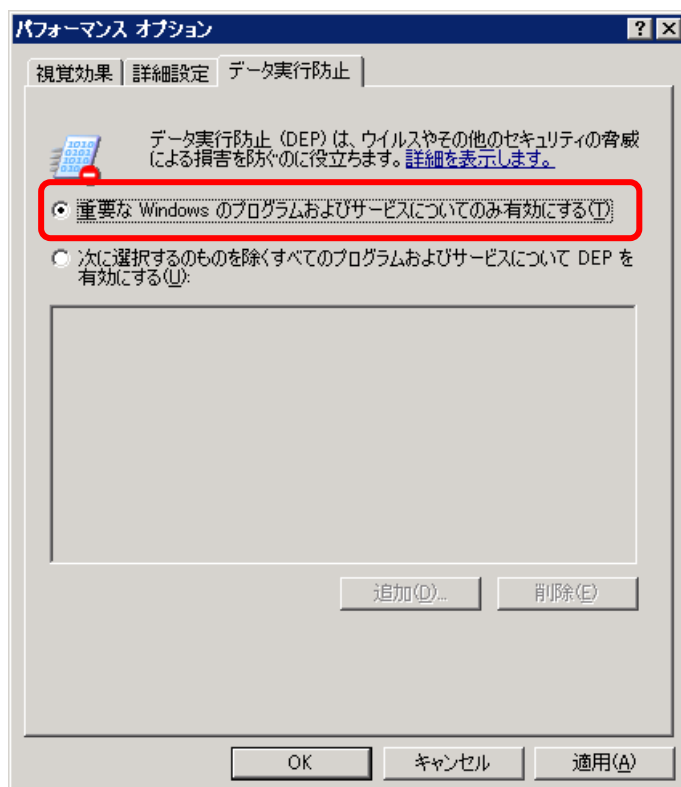 パフォーマンス オプション
視覚効果 詳細設定 データ実行防止
データ実行防止 (DEP) は、ウイルスやその他のセキュリティの脅威
による損害を防ぐのに役立ちます。詳細を表示します。
重要な Windows のプログラムおよびサービスについてのみ有効にする(T)
次に選択するのものを除くすべてのプログラムおよびサービスについて DEP を
有効にする(U):
追加(D)... 削除(E)
OK キャンセル 適用(A)